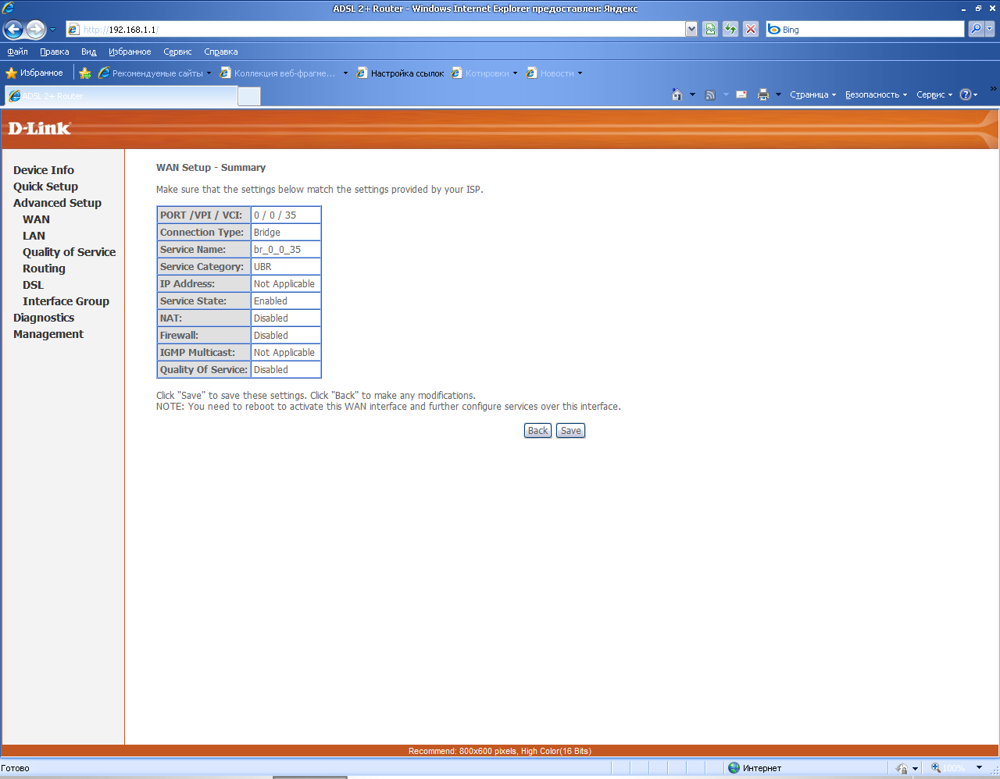 ADSL 2+ Router - Windows Internet Explorer предоставлен: Яндекс
http://192.168.1.1/
Bing
Файл Правка Вид Избранное Сервис Справка
Избранное Рекомендуемые сайты Коллекция веб-фрагме... Настройка ссылок Котировки Новости
ADSL 2+ Router
Страница Безопасность Сервис
D-Link
Device Info
Quick Setup
Advanced Setup
WAN
LAN
Quality of Service
Routing
DSL
Interface Group
Diagnostics
Management
WAN Setup - Summary
Make sure that the settings below match the settings provided by your ISP.
PORT /VPI / VCI: 0 / 0 / 35
Connection Type: Bridge
Service Name: br_0_0_35
Service Category: UBR
IP Address: Not Applicable
Service State: Enabled
NAT: Disabled
Firewall: Disabled
IGMP Multicast: Not Applicable
Quality Of Service: Disabled
Click "Save" to save these settings. Click "Back" to make any modifications.
NOTE: You need to reboot to activate this WAN interface and further configure services over this interface.
Back Save
Recommend: 800x600 pixels, High Color(16 Bits)
Готово
Интернет
100%